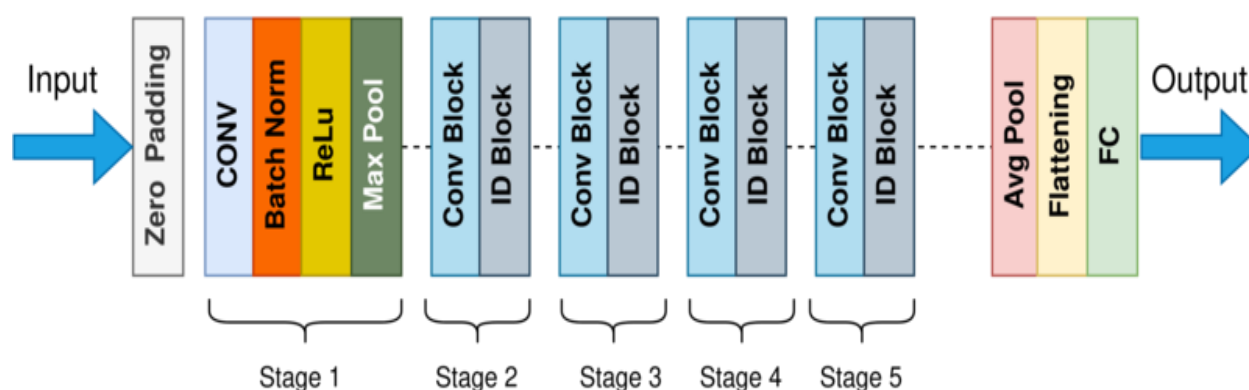 Input
Zero Padding
CONV
Batch Norm
ReLu
Max Pool
Conv Block
ID Block
Conv Block
ID Block
Conv Block
ID Block
Conv Block
ID Block
Avg Pool
Flattening
FC
Output
Stage 1
Stage 2
Stage 3
Stage 4
Stage 5